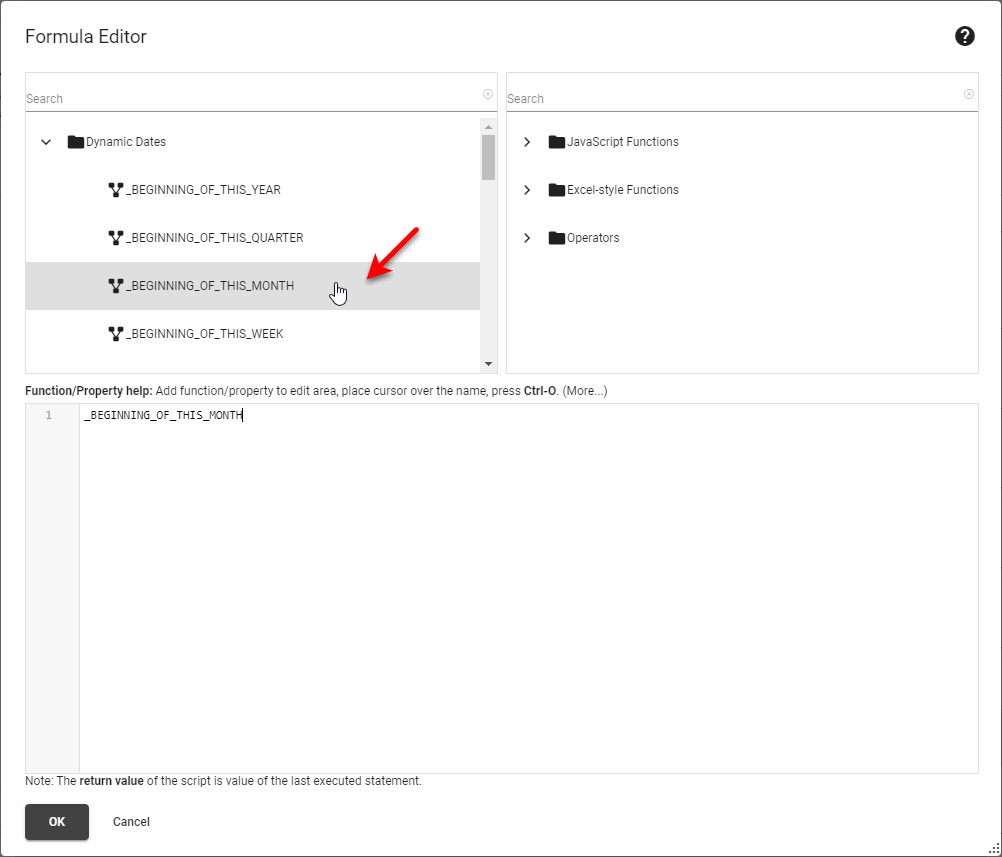 Formula Editor
?
Search
Search
Dynamic Dates
_BEGINNING_OF_THIS_YEAR
_BEGINNING_OF_THIS_QUARTER
_BEGINNING_OF_THIS_MONTH
_BEGINNING_OF_THIS_WEEK
JavaScript Functions
Excel-style Functions
Operators
Function/Property help: Add function/property to edit area, place cursor over the name, press Ctrl-O. (More...)
1 _BEGINNING_OF_THIS_MONTH
Note: The return value of the script is value of the last executed statement.
OK Cancel